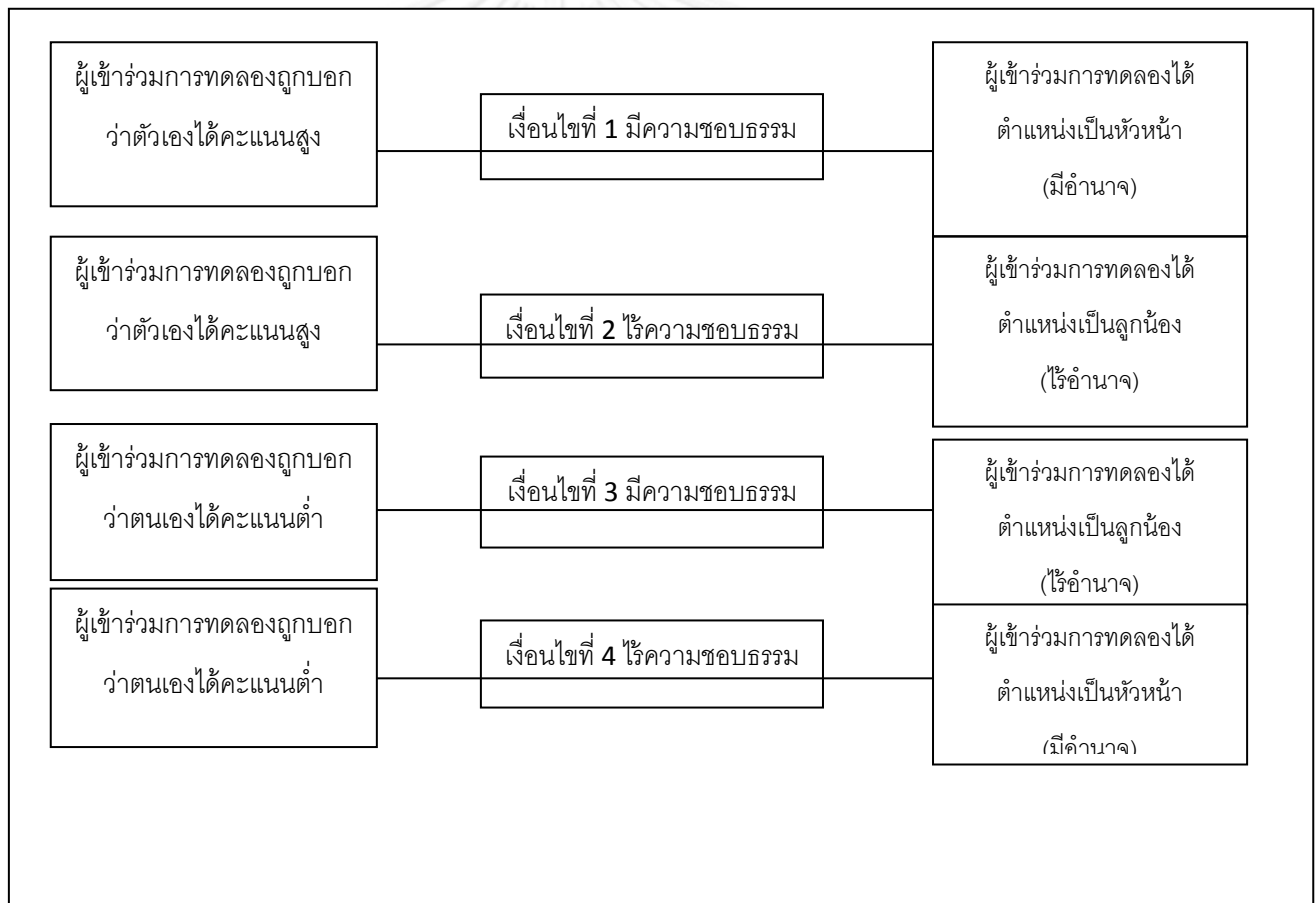 ผู้เข้าร่วมการทดลองถูกบอก
ว่าตัวเองได้คะแนนสูง
เงื่อนไขที่ 1 มีความชอบธรรม
ผู้เข้าร่วมการทดลองได้
ตำแหน่งเป็นหัวหน้า
(มีอำนาจ)
ผู้เข้าร่วมการทดลองถูกบอก
ว่าตัวเองได้คะแนนสูง
เงื่อนไขที่ 2 ไร้ความชอบธรรม
ผู้เข้าร่วมการทดลองได้
ตำแหน่งเป็นลูกน้อง
(ไร้อำนาจ)
ผู้เข้าร่วมการทดลองถูกบอก
ว่าตนเองได้คะแนนต่ำ
เงื่อนไขที่ 3 มีความชอบธรรม
ผู้เข้าร่วมการทดลองได้
ตำแหน่งเป็นลูกน้อง
(ไร้อำนาจ)
ผู้เข้าร่วมการทดลองถูกบอก
ว่าตนเองได้คะแนนต่ำ
เงื่อนไขที่ 4 ไร้ความชอบธรรม
ผู้เข้าร่วมการทดลองได้
ตำแหน่งเป็นหัวหน้า
(มีอำนาจ)